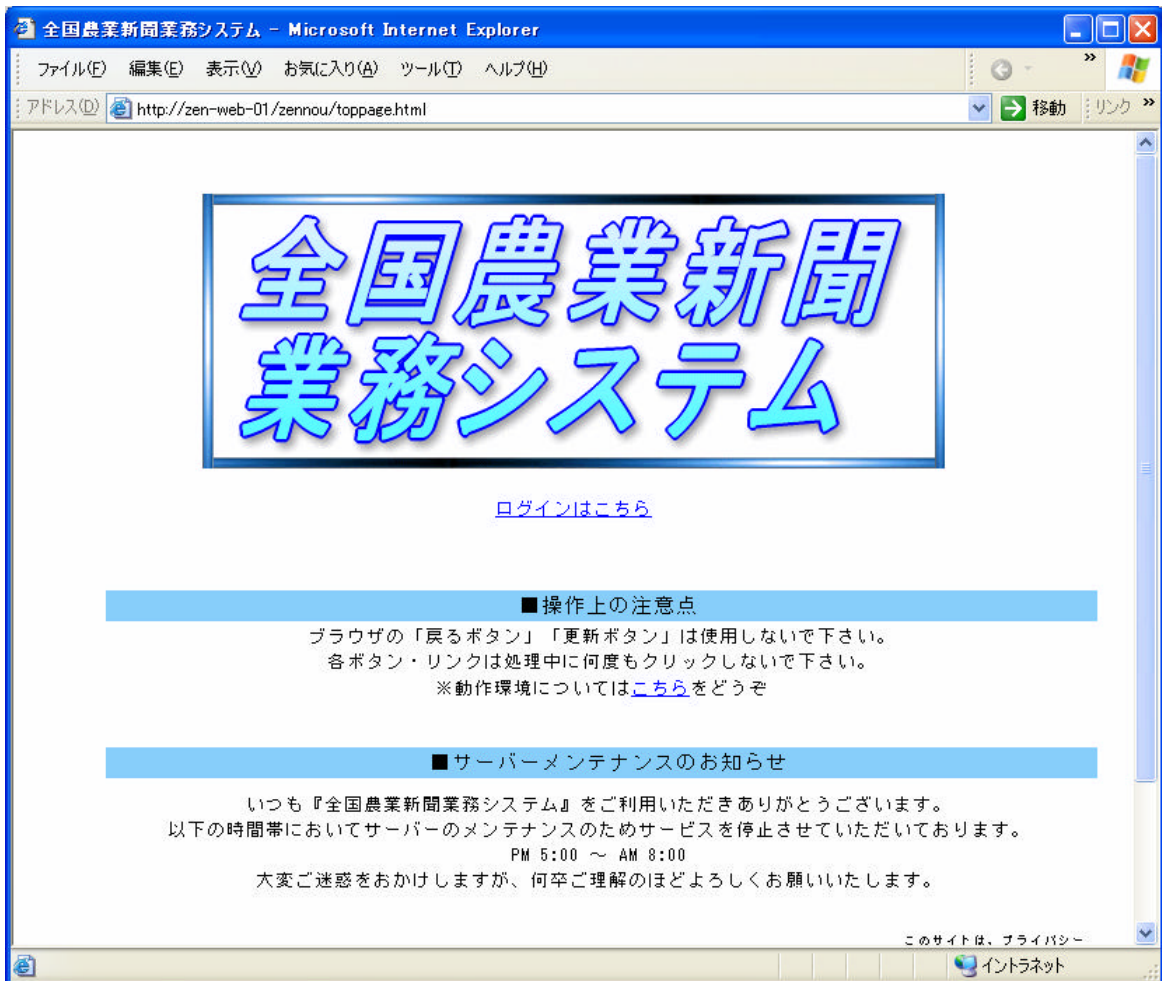 全国農業新聞業務システム - Microsoft Internet Explorer
ファイル(F) 編集(E) 表示(V) お気に入り(A) ツール(T) ヘルプ(H)
アドレス(D) http://zen-web-01/zennou/toppage.html 移動 リンク
全国農業新聞
業務システム
ログインはこちら
■操作上の注意点
ブラウザの「戻るボタン」「更新ボタン」は使用しないで下さい。
各ボタン・リンクは処理中に何度もクリックしないで下さい。
※動作環境についてはこちらをどうぞ
■サーバーメンテナンスのお知らせ
いつも『全国農業新聞業務システム』をご利用いただきありがとうございます。
以下の時間帯においてサーバーのメンテナンスのためサービスを停止させていただいております。
PM 5:00 ～ AM 8:00
大変ご迷惑をおかけしますが、何卒ご理解のほどよろしくお願いいたします。
このサイトは、プライバシー
イントラネット